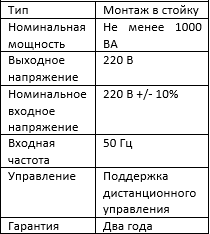 Тип Монтаж в стойку
Номинальная Не менее 1000
мощность ВА
Выходное 220 В
напряжение
Номинальное 220 В +/- 10%
входное
напряжение
Входная 50 Гц
частота
Управление Поддержка
дистанционного
управления
Гарантия Два года